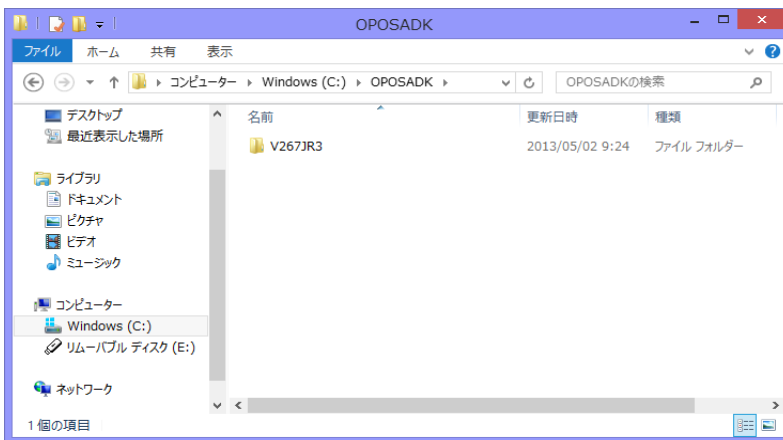 OPOSADK
ファイル ホーム 共有 表示
コンピューター Windows (C:) OPOSADK OPOSADKの検索
デスクトップ
最近表示した場所
ライブラリ
ドキュメント
ピクチャ
ビデオ
ミュージック
コンピューター
Windows (C:)
リムーバブル ディスク (E:)
ネットワーク
名前 更新日時 種類
V267JR3 2013/05/02 9:24 ファイル フォルダー
1 個の項目